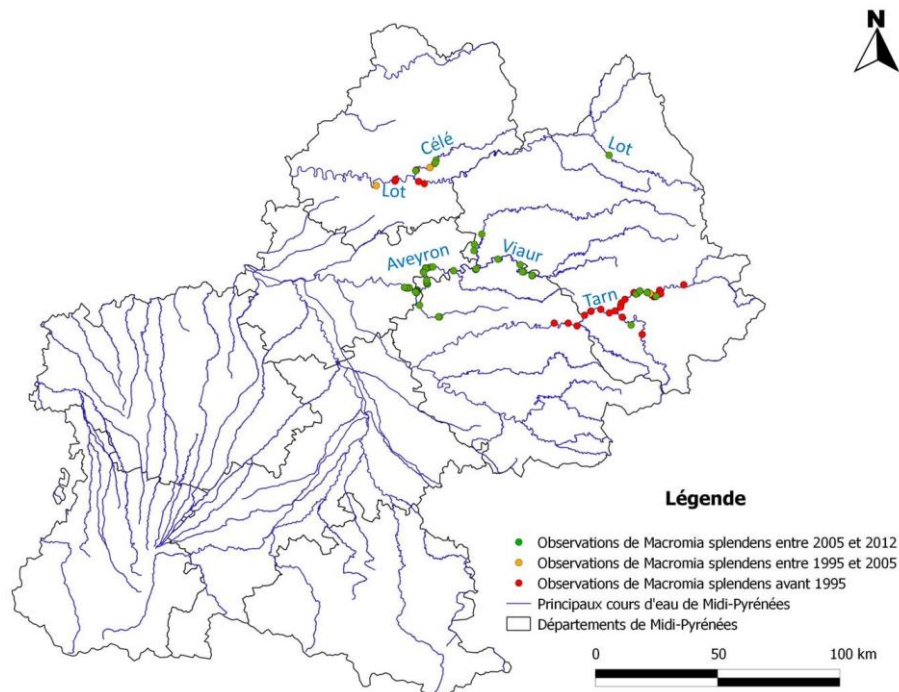 N
Célé
Lot
Lot
Aveyron
Viaur
Tarn
Légende
Observations de Macromia splendens entre 2005 et 2012
Observations de Macromia splendens entre 1995 et 2005
Observations de Macromia splendens avant 1995
Principaux cours d'eau de Midi-Pyrénées
Départements de Midi-Pyrénées
0 50 100 km